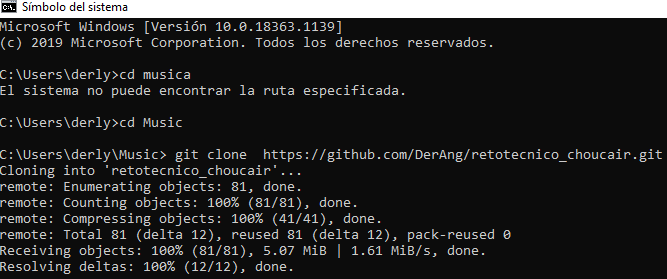 Símbolo del sistema
Microsoft Windows [Versión 10.0.18363.1139]
(c) 2019 Microsoft Corporation. Todos los derechos reservados.
C:\Users\derly>cd musica
El sistema no puede encontrar la ruta especificada.
C:\Users\derly>cd Music
C:\Users\derly\Music> git clone  https://github.com/DerAng/retotecnico_choucair.git
Cloning into 'retotecnico_choucair'...
remote: Enumerating objects: 81, done.
remote: Counting objects: 100% (81/81), done.
remote: Compressing objects: 100% (41/41), done.
remote: Total 81 (delta 12), reused 81 (delta 12), pack-reused 0
Receiving objects: 100% (81/81), 5.07 MiB | 1.61 MiB/s, done.
Resolving deltas: 100% (12/12), done.